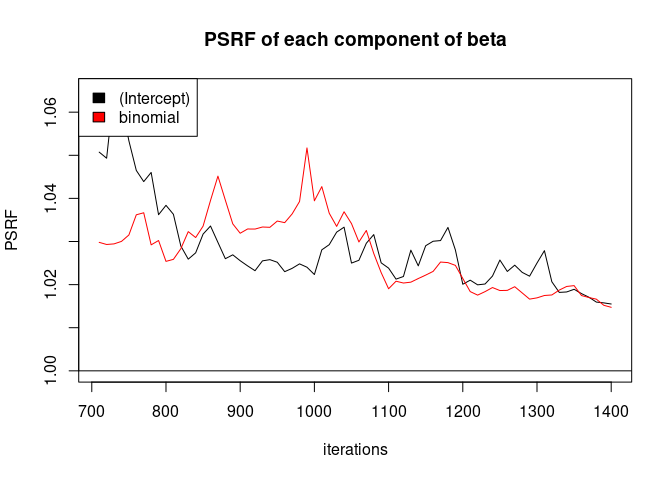 PSRF of each component of beta
(Intercept)
binomial
PSRF
1.06
1.04
1.02
1.00
700 800 900 1000 1100 1200 1300 1400
iterations